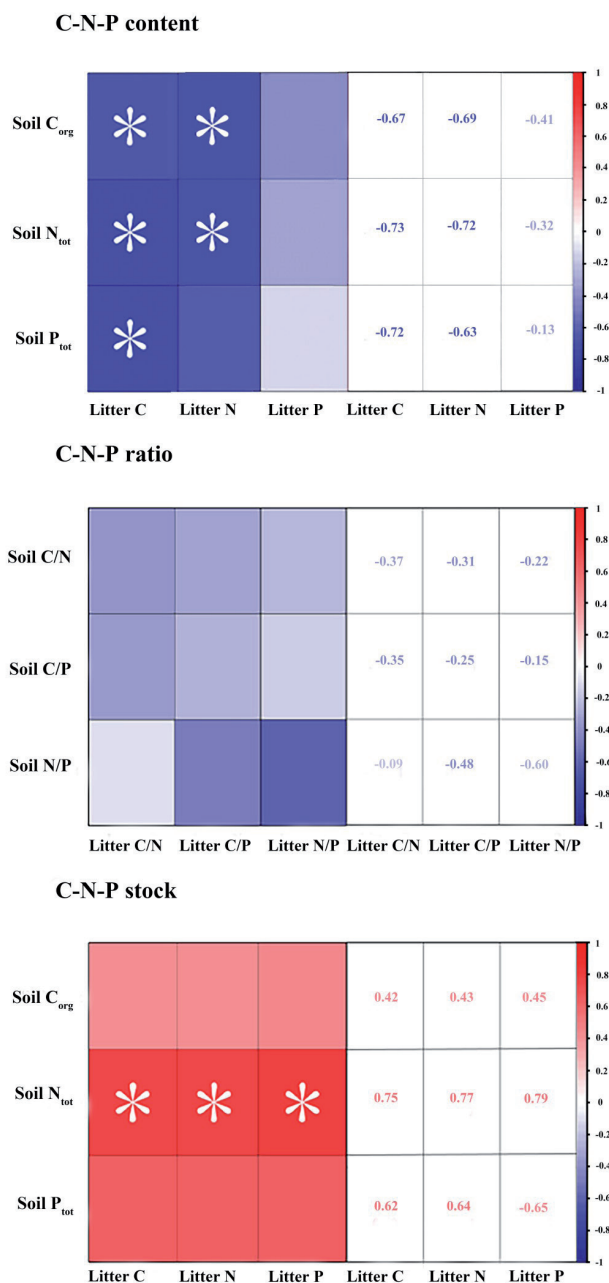 C-N-P content
Soil Corg
* * -0.67 -0.69 -0.41
Soil Ntot
* * -0.73 -0.72 -0.32
Soil Ptot
* -0.72 -0.63 -0.13
Litter C Litter N Litter P Litter C Litter N Litter P
1
0.8
0.6
0.4
0.2
0
-0.2
-0.4
-0.6
-0.8
-1
C-N-P ratio
Soil C/N
-0.37 -0.31 -0.22
Soil C/P
-0.35 -0.25 -0.15
Soil N/P
-0.09 -0.48 -0.60
Litter C/N Litter C/P Litter N/P Litter C/N Litter C/P Litter N/P
1
0.8
0.6
0.4
0.2
0
-0.2
-0.4
-0.6
-0.8
-1
C-N-P stock
Soil Corg
0.42 0.43 0.45
Soil Ntot
* * * 0.75 0.77 0.79
Soil Ptot
0.62 0.64 -0.65
Litter C Litter N Litter P Litter C Litter N Litter P
1
0.8
0.6
0.4
0.2
0
-0.2
-0.4
-0.6
-0.8
-1